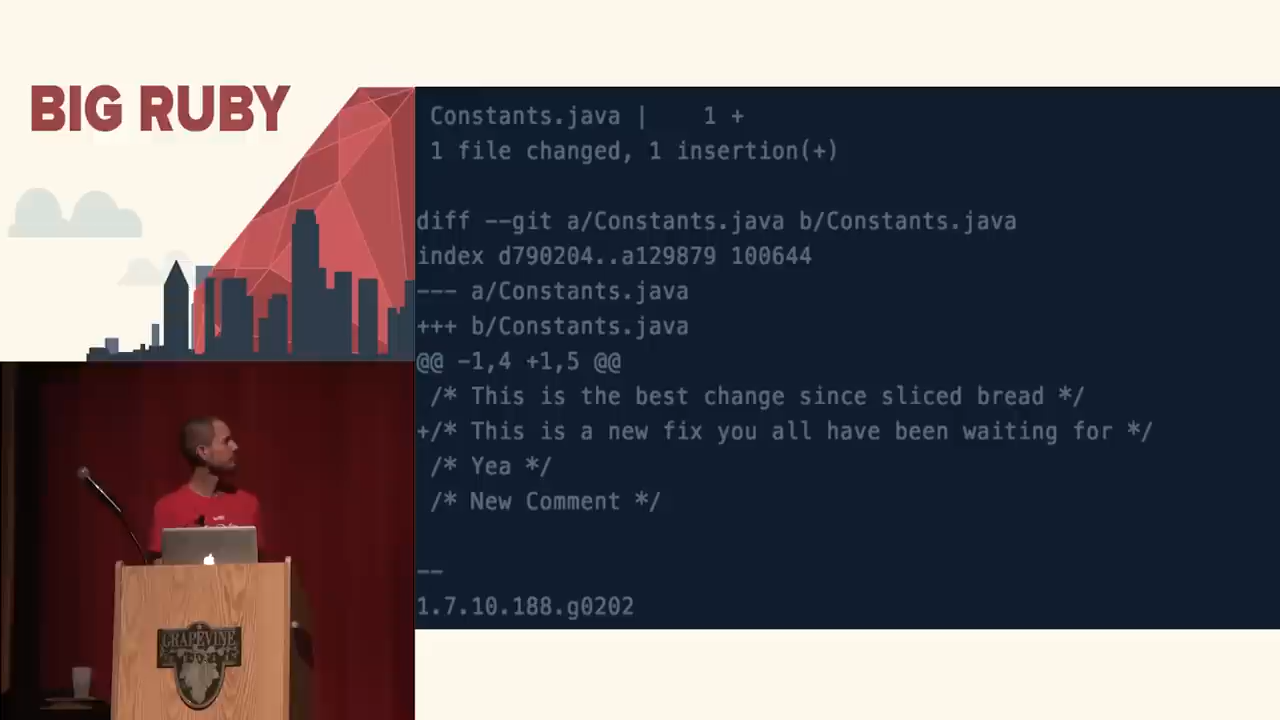 BIG RUBY
Constants.java |    1 +
1 file changed, 1 insertion(+)
diff --git a/Constants.java b/Constants.java
index d790204..a129879 100644
--- a/Constants.java
+++ b/Constants.java
@@ -1,4 +1,5 @@
/* This is the best change since sliced bread */
+/* This is a new fix you all have been waiting for */
/* Yea */
/* New Comment */
--
1.7.10.188.g0202
GRAPEVINE